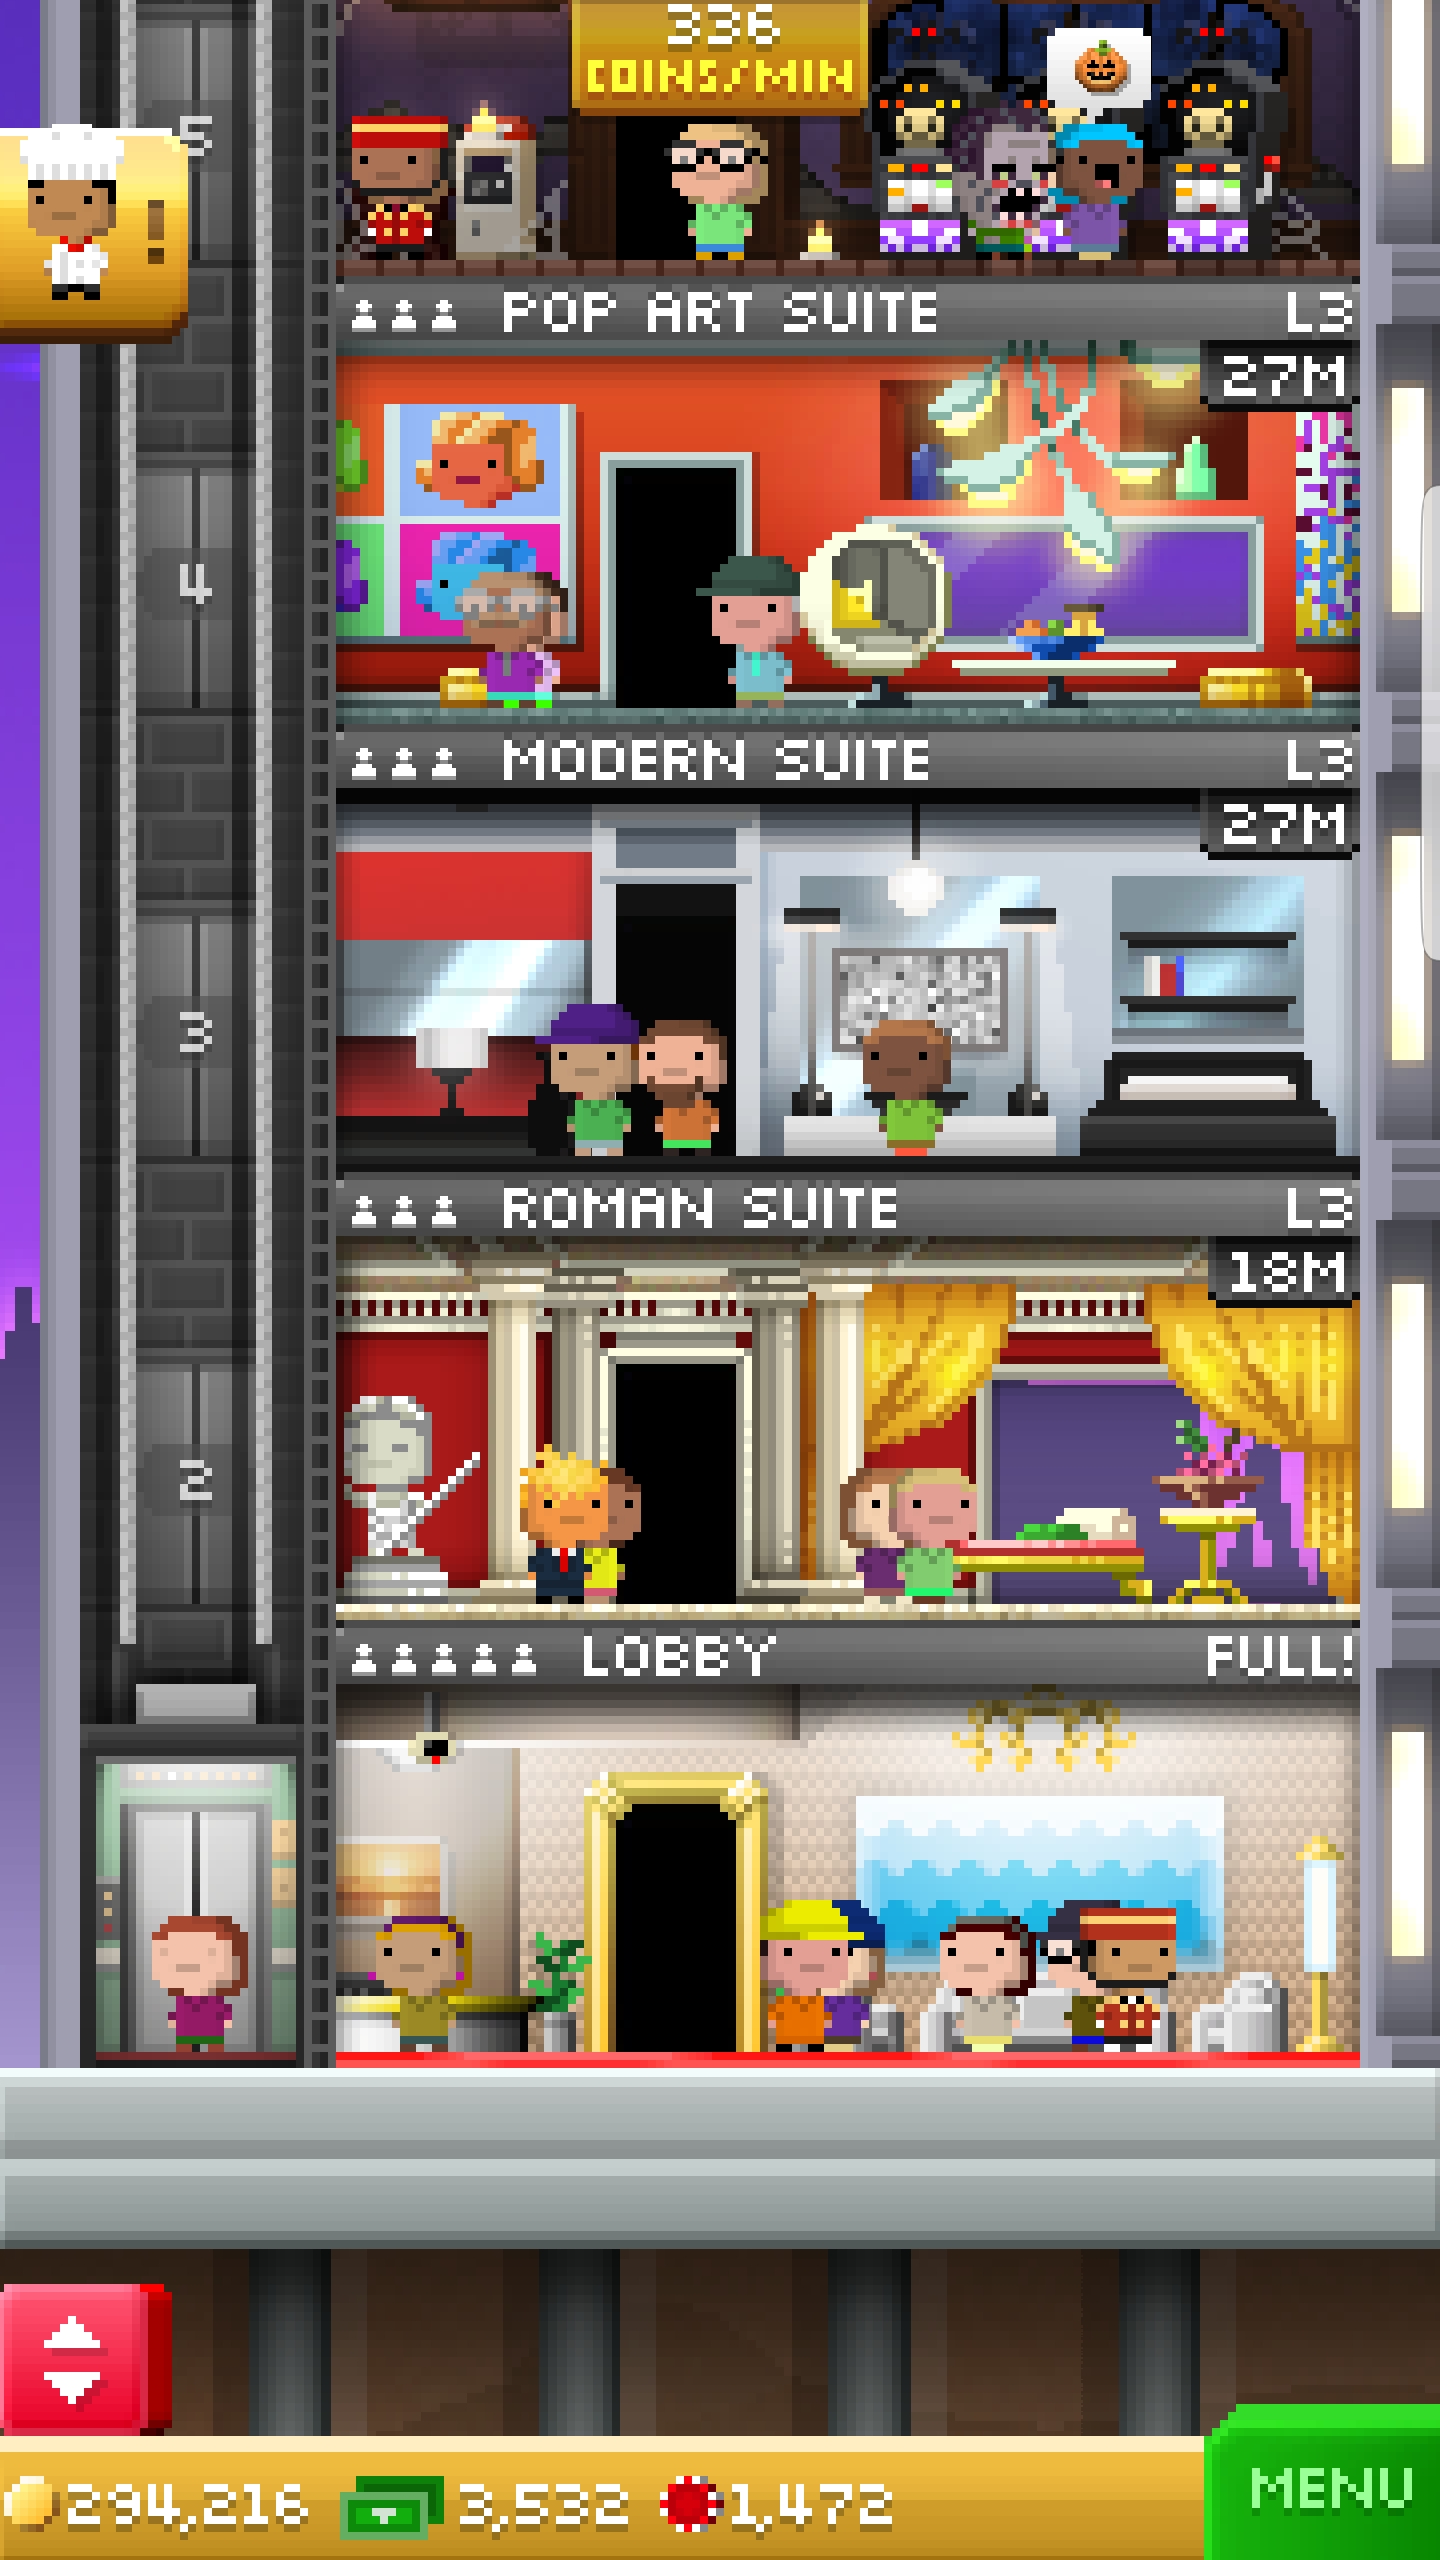 336
COINS/MIN
5
!
POP ART SUITE L3
27M
4
MODERN SUITE L3
27M
3
ROMAN SUITE L3
18M
2
LOBBY FULL!
294,216 3,532 1,472
MENU